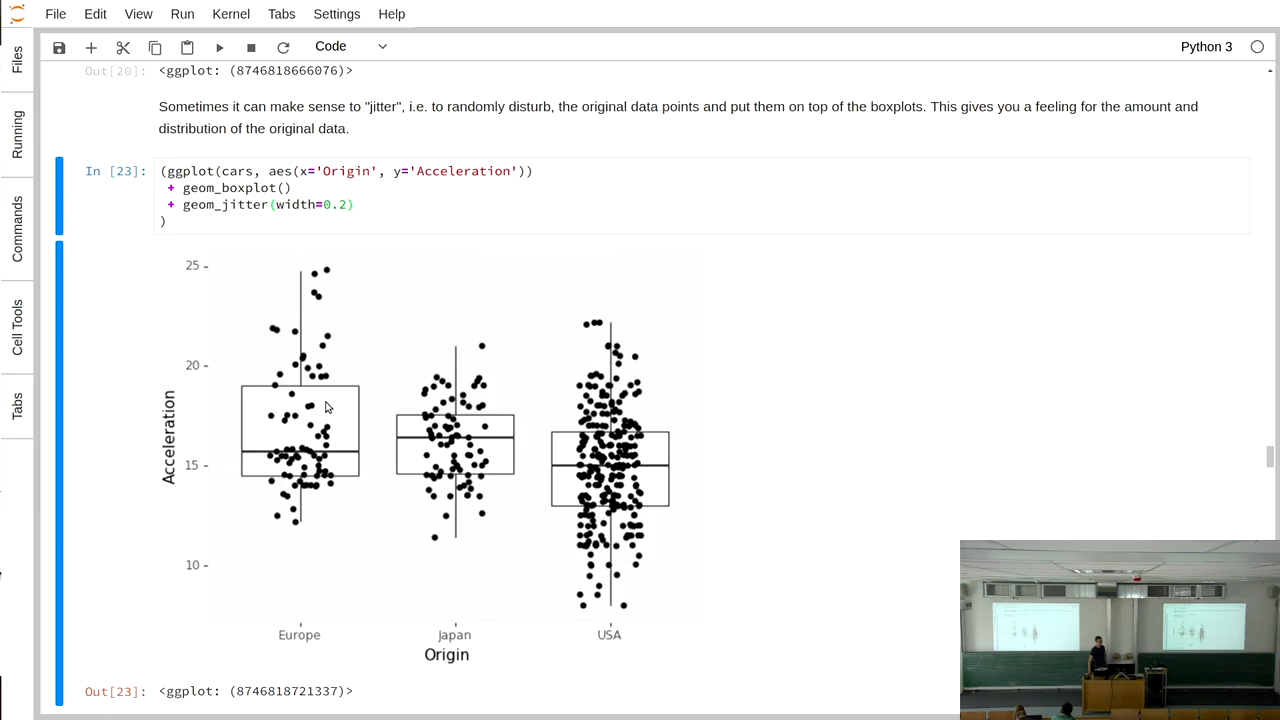 File Edit View Run Kernel Tabs Settings Help
Files
Running
Commands
Cell Tools
Tabs
Code
Python 3
Out[20]: <ggplot: (8746818666076)>
Sometimes it can make sense to "jitter", i.e. to randomly disturb, the original data points and put them on top of the boxplots. This gives you a feeling for the amount and
distribution of the original data.
In [23]: (ggplot(cars, aes(x='Origin', y='Acceleration'))
+ geom_boxplot()
+ geom_jitter(width=0.2)
)
25
20
15
10
Acceleration
Europe Japan USA
Origin
Out[23]: <ggplot: (8746818721337)>